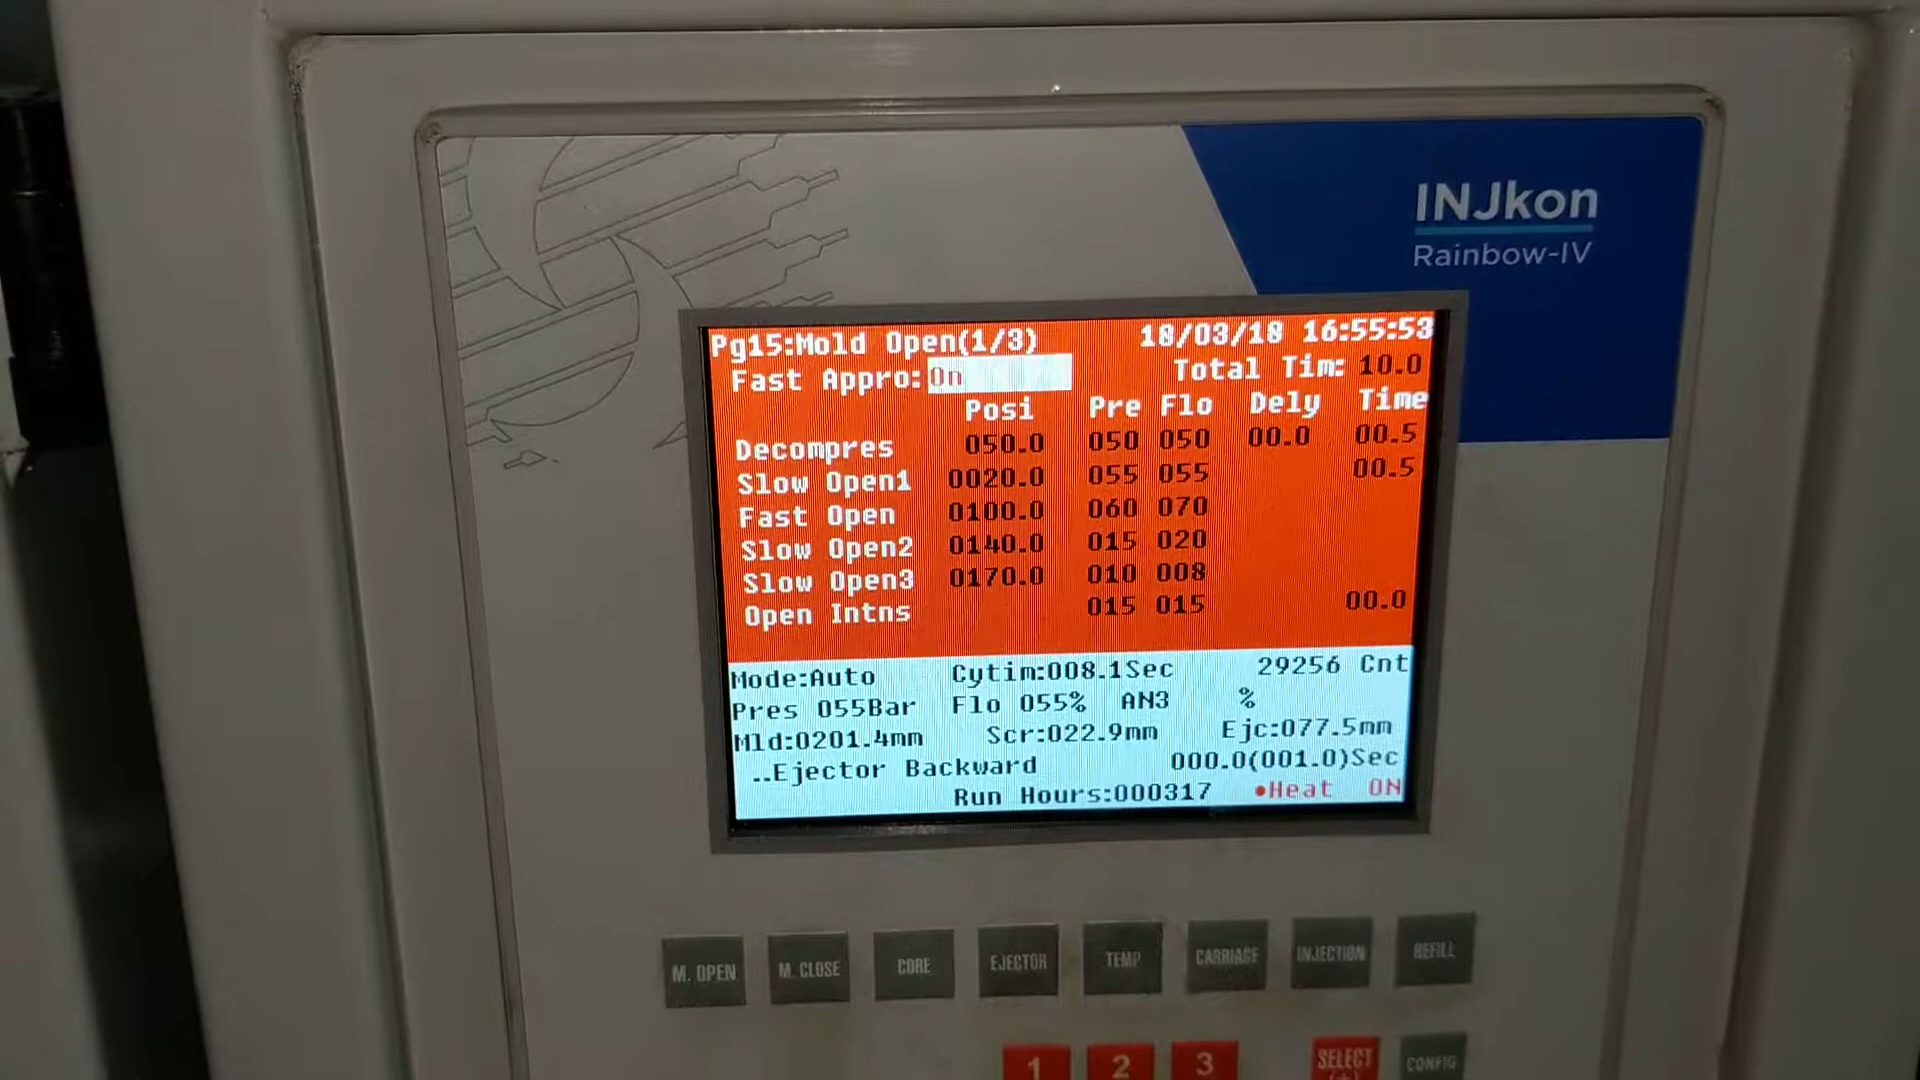 INJkon
Rainbow-IV
Pg15:Mold Open(1/3) 18/03/18 16:55:53
Fast Appro:On Total Tim: 10.0
Posi Pre Flo Dely Time
Decompres 050.0 050 050 00.0 00.5
Slow Open1 0020.0 055 055 00.5
Fast Open 0100.0 060 070
Slow Open2 0140.0 015 020
Slow Open3 0170.0 010 008
Open Intns 015 015 00.0
Mode:Auto Cytim:008.1Sec 29256 Cnt
Pres 055Bar Flo 055% AN3 %
Mld:0201.4mm Scr:022.9mm Ejc:077.5mm
..Ejector Backward 000.0(001.0)Sec
Run Hours:000317 •Heat ON
M. OPEN M. CLOSE CORE EJECTOR TEMP CARRIAGE INJECTION REFILL
1 2 3 SELECT CONFIG